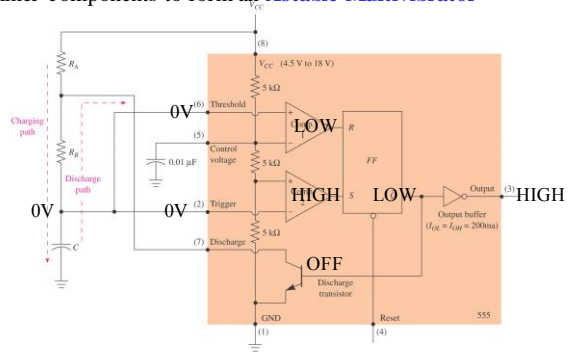 Astable Multivibrator
VCC
(8)
VCC (4.5 V to 18 V)
RA
5 kΩ
0V (6) Threshold
+
Charging
path
LOW
R
(5)
Control
voltage
−
RB
0.01 μF
5 kΩ
FF
Discharge
path
+
HIGH
S
LOW
Output
(3) HIGH
0V
0V (2) Trigger
−
Output buffer
(IOL = IOH = 200ma)
C
5 kΩ
(7) Discharge
OFF
Discharge
transistor
GND
Reset
555
(1)
(4)